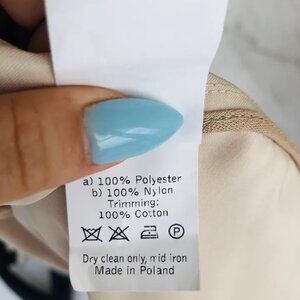 a) 100% Polyester
b) 100% Nylon
Trimming:
100% Cotton
P
Dry clean only, mid iron
Made in Poland